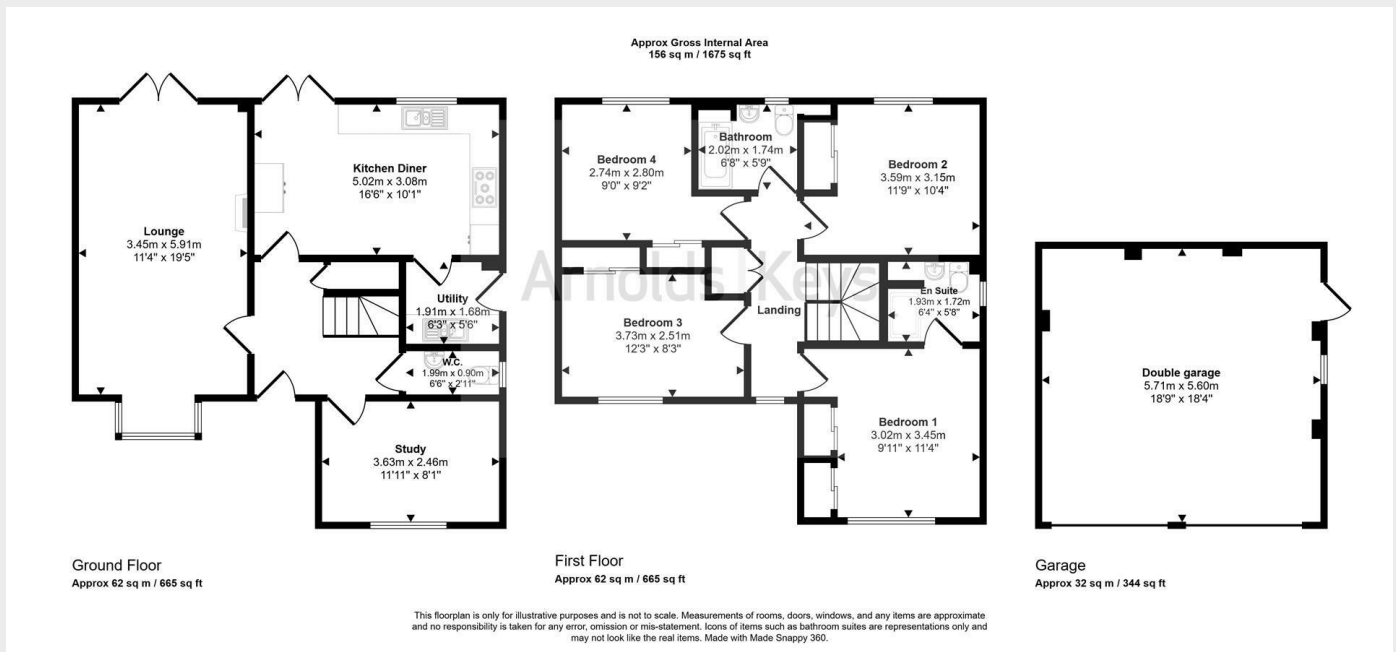 Approx Gross Internal Area
156 sq m / 1675 sq ft
Lounge
3.45m x 5.91m
11'4" x 19'5"
Kitchen Diner
5.02m x 3.08m
16'6" x 10'1"
Utility
1.91m x 1.68m
6'3" x 5'6"
W.C.
1.99m x 0.90m
6'6" x 2'11"
Study
3.63m x 2.46m
11'11" x 8'1"
Ground Floor
Approx 62 sq m / 665 sq ft
Bedroom 4
2.74m x 2.80m
9'0" x 9'2"
Bathroom
2.02m x 1.74m
6'8" x 5'9"
Bedroom 2
3.59m x 3.15m
11'9" x 10'4"
Arnolds | Keys
En Suite
1.93m x 1.72m
6'4" x 5'8"
Landing
Bedroom 3
3.73m x 2.51m
12'3" x 8'3"
Bedroom 1
3.02m x 3.45m
9'11" x 11'4"
First Floor
Approx 62 sq m / 665 sq ft
Double garage
5.71m x 5.60m
18'9" x 18'4"
Garage
Approx 32 sq m / 344 sq ft
This floorplan is only for illustrative purposes and is not to scale. Measurements of rooms, doors, windows, and any items are approximate
and no responsibility is taken for any error, omission or mis-statement. Icons of items such as bathroom suites are representations only and
may not look like the real items. Made with Made Snappy 360.